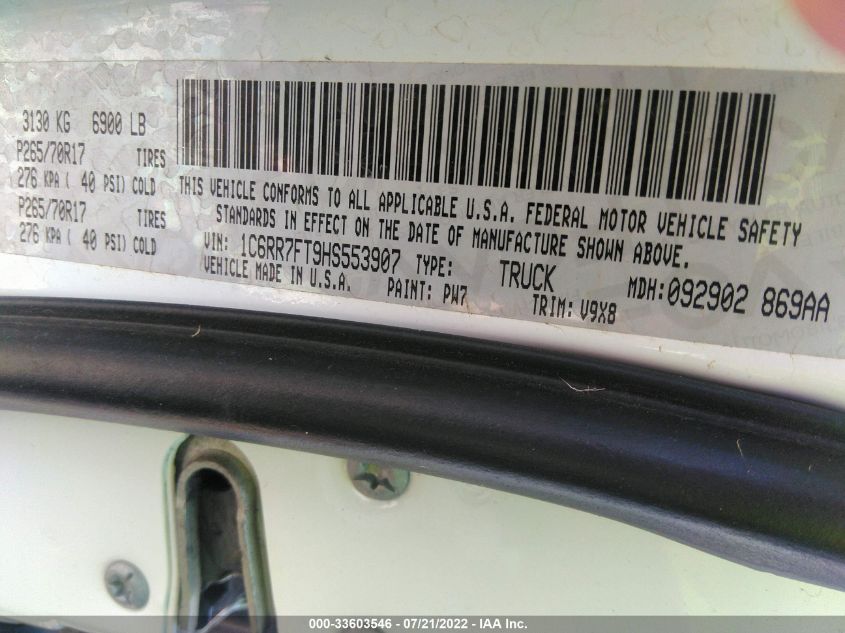 3130 KG 6900 LB
P265/70R17 TIRES
276 KPA ( 40 PSI) COLD
P265/70R17 TIRES
276 KPA ( 40 PSI) COLD
THIS VEHICLE CONFORMS TO ALL APPLICABLE U.S.A. FEDERAL MOTOR VEHICLE SAFETY
STANDARDS IN EFFECT ON THE DATE OF MANUFACTURE SHOWN ABOVE.
VIN: 1C6RR7FT9HS553907 TYPE: TRUCK MDH:092902 869AA
VEHICLE MADE IN U.S.A. PAINT: PW7 TRIM: V9X8
000-33603546 - 07/21/2022 - IAA Inc.